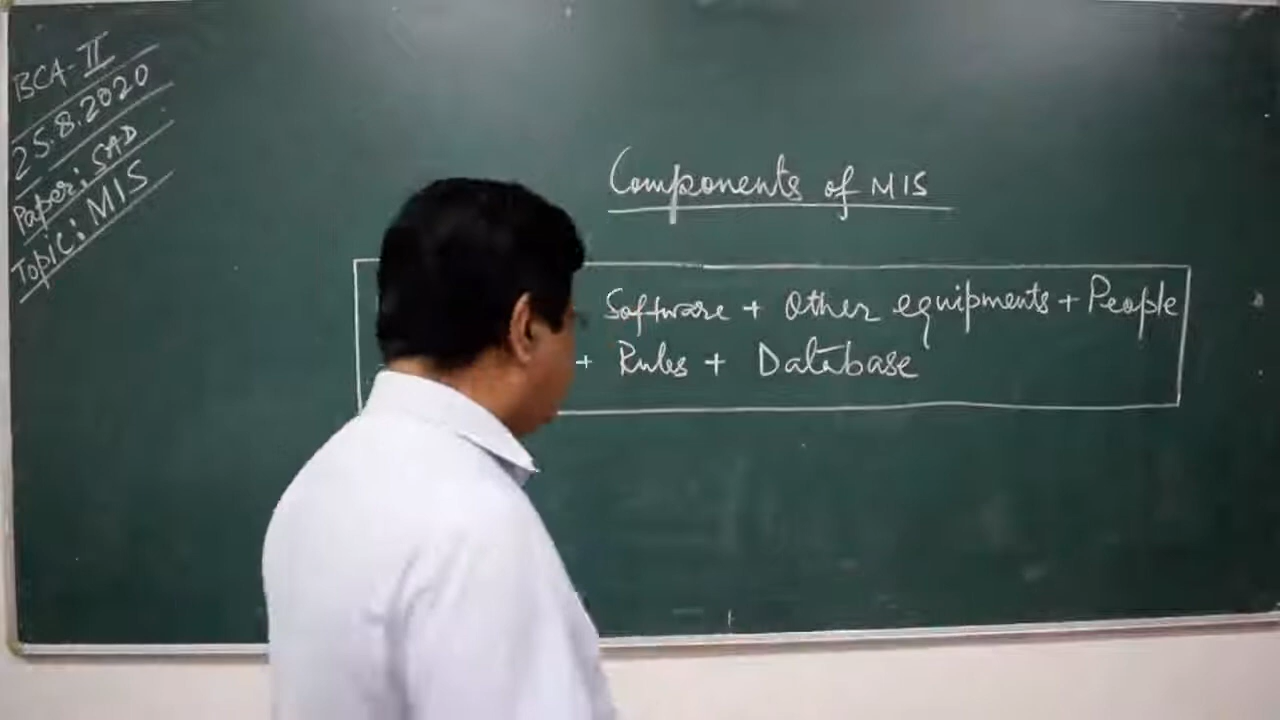 BCA-II
25.8.2020
Paper: SAD
Topic: MIS
Components of MIS
Software + Other equipments + People
+ Rules + Database